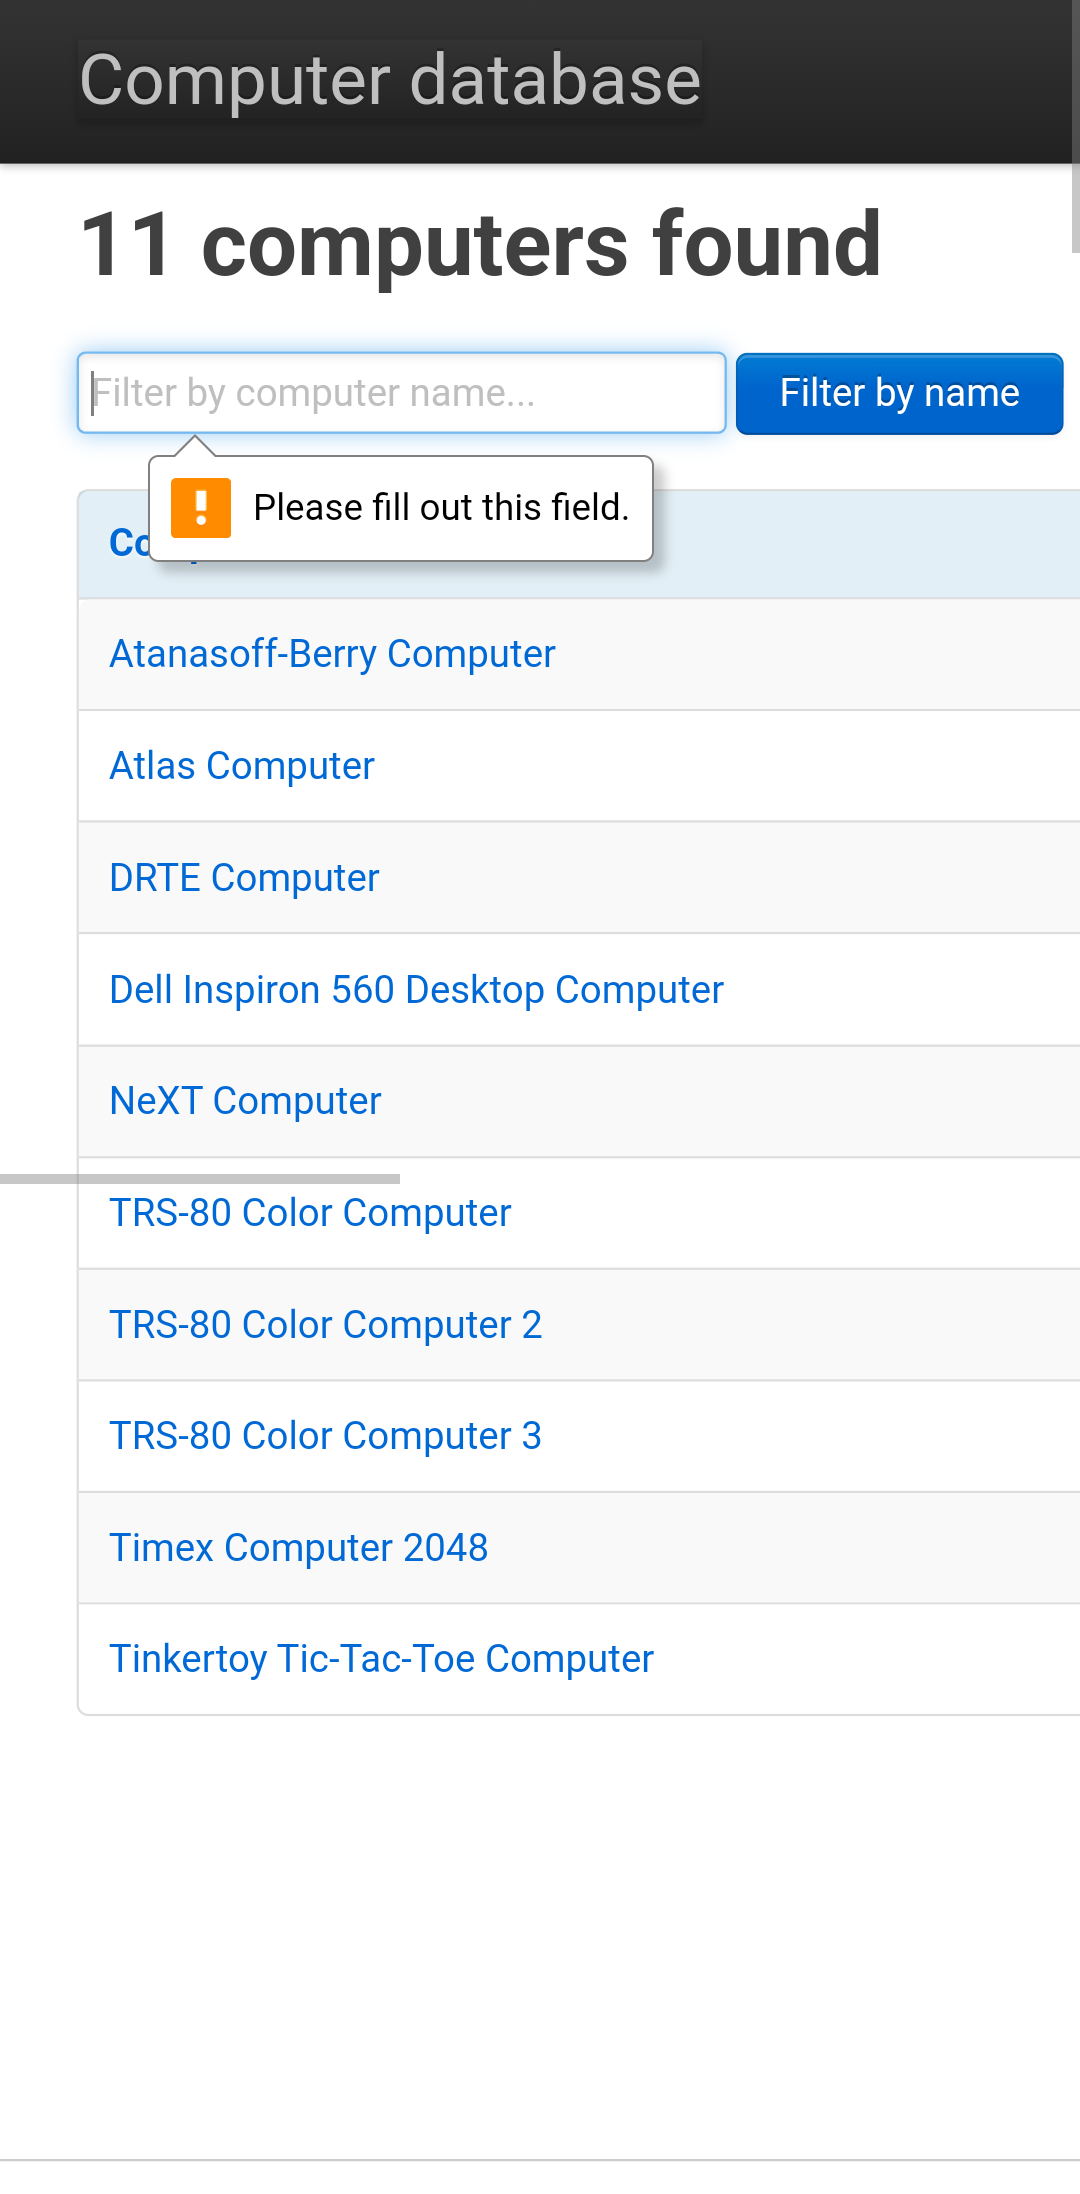 Computer database
11 computers found
Filter by computer name...
Filter by name
Please fill out this field.
Atanasoff-Berry Computer
Atlas Computer
DRTE Computer
Dell Inspiron 560 Desktop Computer
NeXT Computer
TRS-80 Color Computer
TRS-80 Color Computer 2
TRS-80 Color Computer 3
Timex Computer 2048
Tinkertoy Tic-Tac-Toe Computer